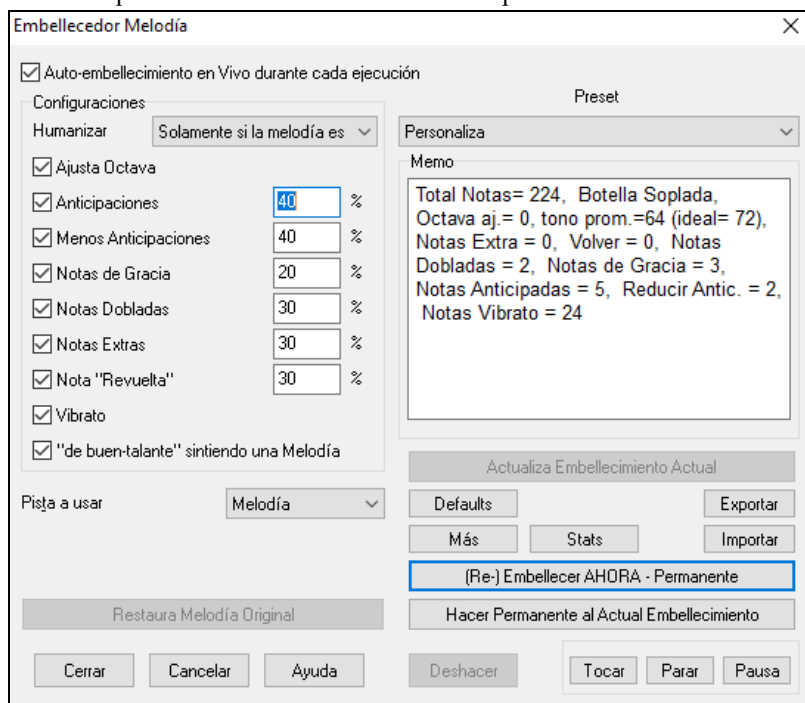 Embellecedor Melodía
Auto-embellecimiento en Vivo durante cada ejecución
Configuraciones
Humanizar Solamente si la melodía es
Ajusta Octava
Anticipaciones 40 %
Menos Anticipaciones 40 %
Notas de Gracia 20 %
Notas Dobladas 30 %
Notas Extras 30 %
Nota "Revuelta" 30 %
Vibrato
"de buen-talante" sintiendo una Melodía
Pista a usar Melodía
Restaura Melodía Original
Cerrar Cancelar Ayuda
Preset
Personaliza
Memo
Total Notas= 224, Botella Soplada,
Octava aj.= 0, tono prom.=64 (ideal= 72),
Notas Extra = 0, Volver = 0, Notas
Dobladas = 2, Notas de Gracia = 3,
Notas Anticipadas = 5, Reducir Antic. = 2,
Notas Vibrato = 24
Actualiza Embellecimiento Actual
Defaults Exportar
Más Stats Importar
(Re-) Embellecer AHORA - Permanente
Hacer Permanente al Actual Embellecimiento
Deshacer Tocar Parar Pausa